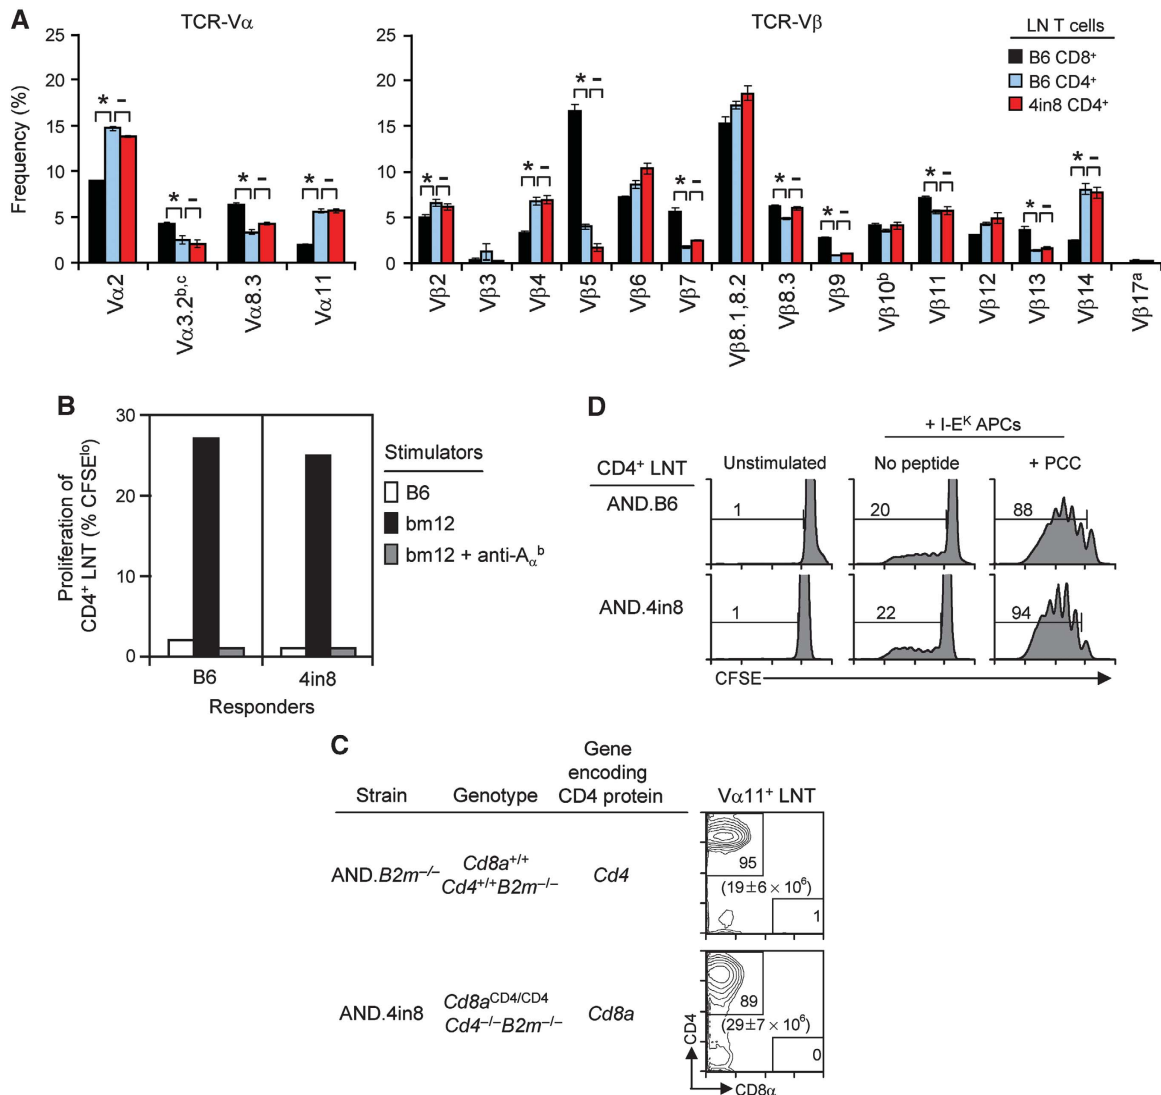 A
TCR-Vα
TCR-Vβ
LN T cells
B6 CD8⁺
B6 CD4⁺
4in8 CD4⁺
Frequency (%)
25
20
15
10
5
0
25
20
15
10
5
0
* –
* –
* –
* –
* –
* –
* –
* –
* –
* –
* –
* –
* –
Vα2
Vα3.2ᵇ,ᶜ
Vα8.3
Vα11
Vβ2
Vβ3
Vβ4
Vβ5
Vβ6
Vβ7
Vβ8.1,8.2
Vβ8.3
Vβ9
Vβ10ᵇ
Vβ11
Vβ12
Vβ13
Vβ14
Vβ17ᵃ
B
Proliferation of
CD4⁺ LNT (% CFSEˡᵒ)
30
20
10
0
B6
4in8
Responders
Stimulators
B6
bm12
bm12 + anti-Aαᵇ
D
+ I-Eᴷ APCs
CD4⁺ LNT
Unstimulated
No peptide
+ PCC
AND.B6
1
20
88
AND.4in8
1
22
94
CFSE
C
Strain
Genotype
Gene
encoding
CD4 protein
Vα11⁺ LNT
AND.B2m⁻/⁻
Cd8a⁺/⁺
Cd4⁺/⁺B2m⁻/⁻
Cd4
95
(19±6 × 10⁶)
1
AND.4in8
Cd8aᶜᴰ⁴/ᶜᴰ⁴
Cd4⁻/⁻B2m⁻/⁻
Cd8a
89
(29±7 × 10⁶)
0
CD4
CD8α